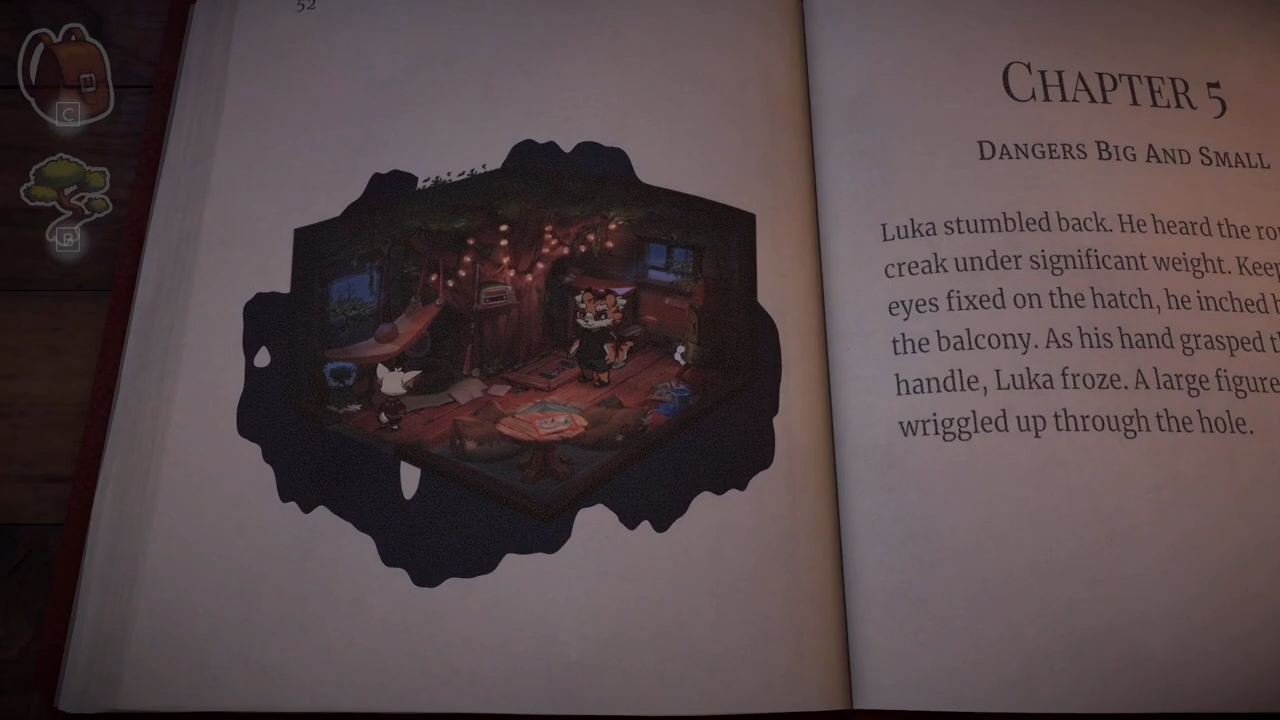 52
C
B
Chapter 5
Dangers Big And Small
Luka stumbled back. He heard the
creak under significant weight.
eyes fixed on the hatch, he inched
the balcony. As his hand grasped
handle, Luka froze. A large figure
wriggled up through the hole.